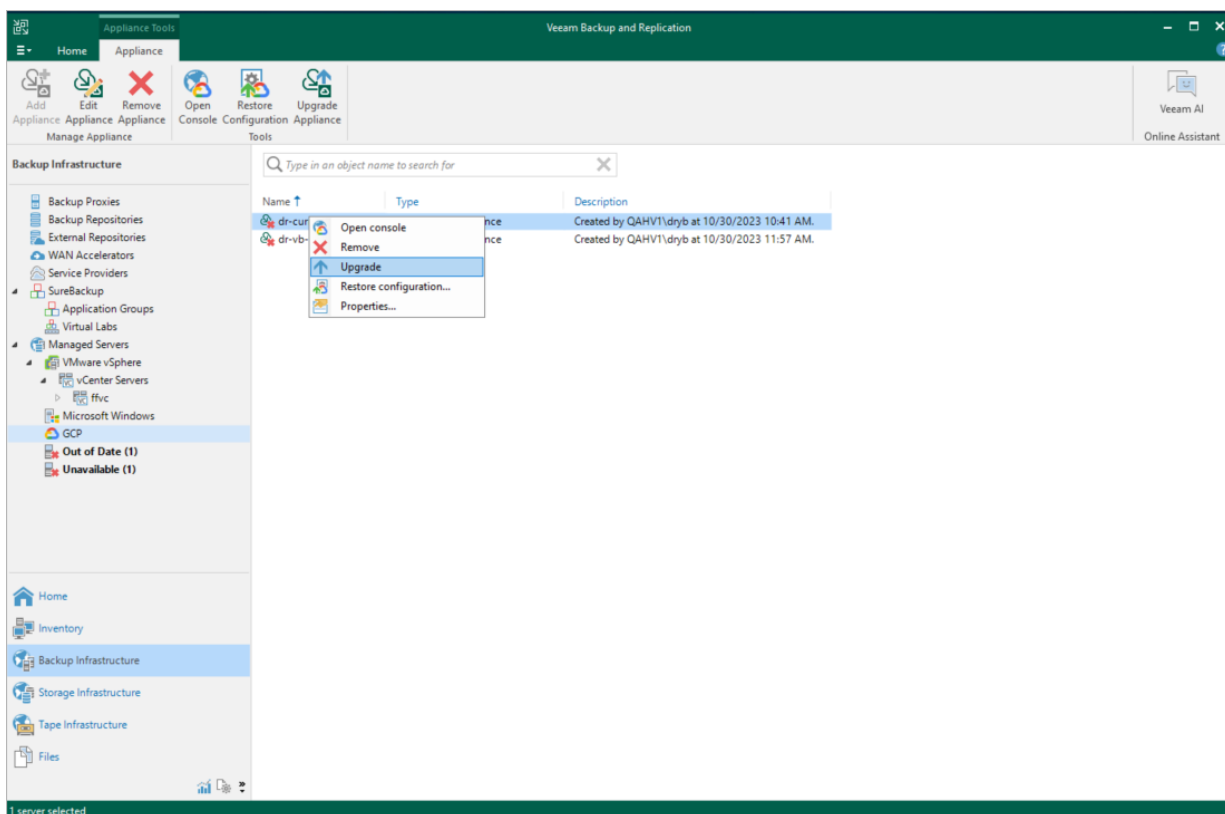 Appliance Tools
Veeam Backup and Replication
Home Appliance
Add Appliance
Edit Appliance
Remove Appliance
Open Console
Restore Configuration
Upgrade Appliance
Manage Appliance
Tools
Veeam AI
Online Assistant
Backup Infrastructure
Type in an object name to search for
Backup Proxies
Backup Repositories
External Repositories
WAN Accelerators
Service Providers
SureBackup
Application Groups
Virtual Labs
Managed Servers
VMware vSphere
vCenter Servers
ffvc
Microsoft Windows
GCP
Out of Date (1)
Unavailable (1)
Name Type Description
dr-cur nce Created by QAHV1\dryb at 10/30/2023 10:41 AM.
dr-vb- nce Created by QAHV1\dryb at 10/30/2023 11:57 AM.
Open console
Remove
Upgrade
Restore configuration...
Properties...
Home
Inventory
Backup Infrastructure
Storage Infrastructure
Tape Infrastructure
Files
1 server selected